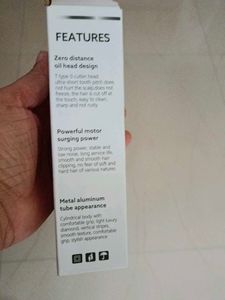 FEATURES
Zero distance
oil head design
T-type 0 cutter head,
ultra-short tooth pitch does
not hurt the scalp,does not
freeze, the hair is cut off at
the touch, easy to clean,
sharp and not rusty.
Powerful motor
surging power
Strong power, stable and
low noise, long service life,
smooth and smooth hair
clipping, no fear of soft and
hard hair of various natures
Metal aluminum
tube appearance
Cylindrical body with
comfortable grip, light luxury
diamond, vertical stripes,
smooth texture, comfortable
grip, stylish appearance